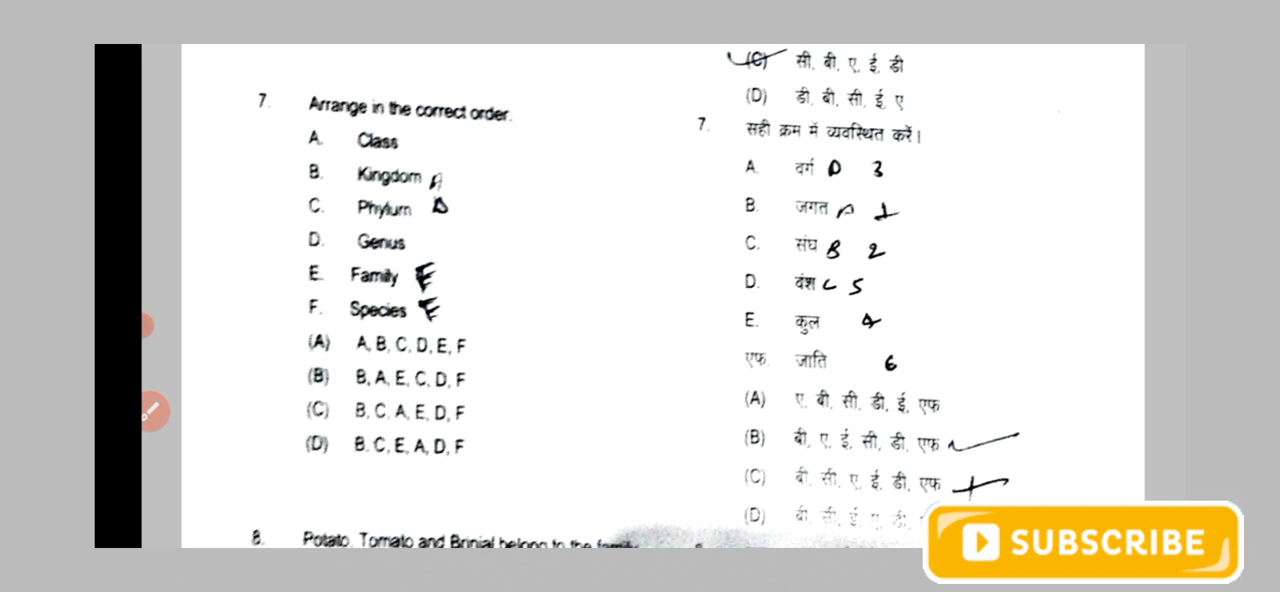 7. Arrange in the correct order.
A. Class
B. Kingdom A
C. Phylum
D. Genus
E. Family E
F. Species
(A) A, B, C, D, E, F
(B) B, A, E, C, D, F
(C) B, C, A, E, D, F
(D) B. C, E, A, D, F
8. Potato, Tomato and Brinjal belong to the family
(C) सी, बी, ए, ई, डी
(D) डी, बी, सी, ई, ए
7. सही क्रम में व्यवस्थित करें।
A. वर्ग D 3
B. जगत A 1
C. संघ B 2
D. वंश C 5
E. कुल 4
एफ. जाति 6
(A) ए, बी, सी, डी, ई, एफ
(B) बी, ए, ई, सी, डी, एफ
(C) बी, सी, ए, ई, डी, एफ
(D) बी, सी, ई, ए, डी,
SUBSCRIBE